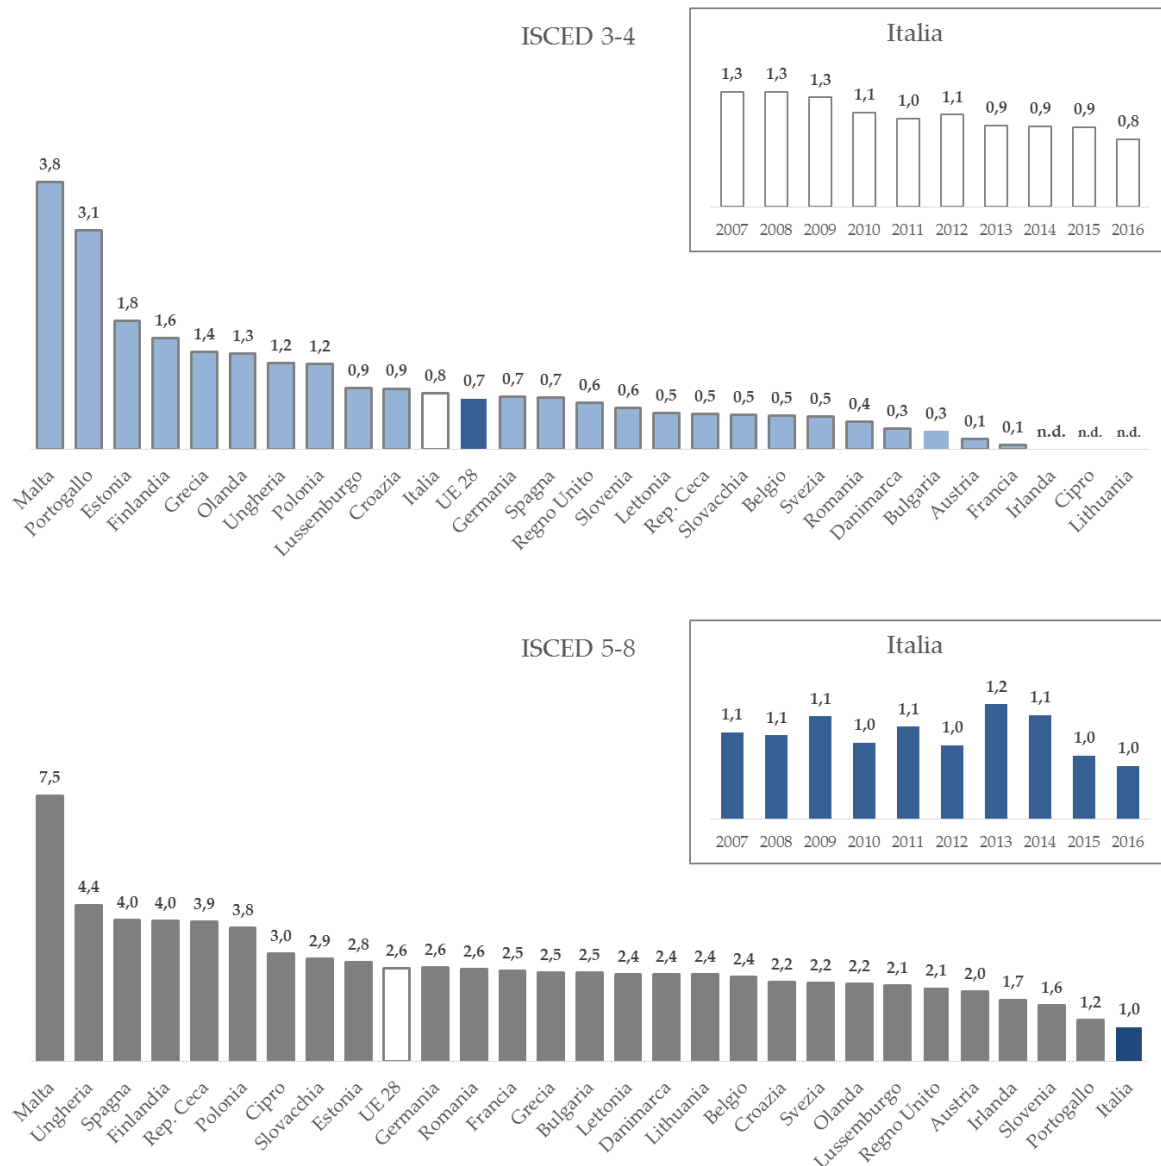 ISCED 3-4
Italia
1,3 1,3 1,3 1,1 1,0 1,1 0,9 0,9 0,9 0,8
2007 2008 2009 2010 2011 2012 2013 2014 2015 2016
3,8 3,1 1,8 1,6 1,4 1,3 1,2 1,2 0,9 0,9 0,8 0,7 0,7 0,7 0,6 0,6 0,5 0,5 0,5 0,5 0,5 0,4 0,3 0,3 0,1 0,1 n.d. n.d. n.d.
Malta Portogallo Estonia Finlandia Grecia Olanda Ungheria Polonia Lussemburgo Croazia Italia UE 28 Germania Spagna Regno Unito Slovenia Lettonia Rep. Ceca Slovacchia Belgio Svezia Romania Danimarca Bulgaria Austria Francia Irlanda Cipro Lithuania
ISCED 5-8
Italia
1,1 1,1 1,1 1,0 1,1 1,0 1,2 1,1 1,0 1,0
2007 2008 2009 2010 2011 2012 2013 2014 2015 2016
7,5 4,4 4,0 4,0 3,9 3,8 3,0 2,9 2,8 2,6 2,6 2,6 2,5 2,5 2,5 2,4 2,4 2,4 2,4 2,2 2,2 2,2 2,1 2,1 2,0 1,7 1,6 1,2 1,0
Malta Ungheria Spagna Finlandia Rep. Ceca Polonia Cipro Slovacchia Estonia UE 28 Germania Romania Francia Grecia Bulgaria Lettonia Danimarca Lithuania Belgio Croazia Svezia Olanda Lussemburgo Regno Unito Austria Irlanda Slovenia Portogallo Italia